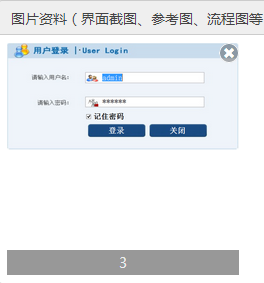 图片资料（界面截图、参考图、流程图等
用户登录 |·User Login
请输入用户名:
admin
请输入密码:
******
记住密码
登录 关闭
3